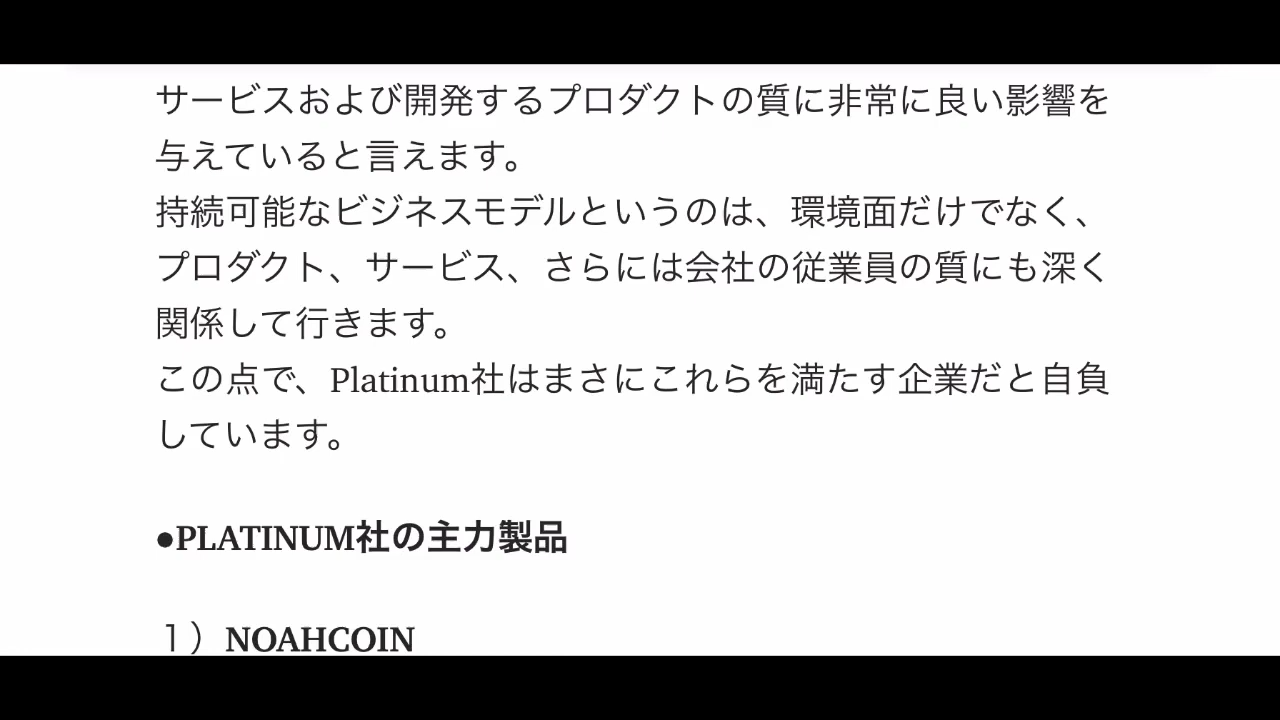 サービスおよび開発するプロダクトの質に非常に良い影響を
与えていると言えます。
持続可能なビジネスモデルというのは、環境面だけでなく、
プロダクト、サービス、さらには会社の従業員の質にも深く
関係して行きます。
この点で、Platinum社はまさにこれらを満たす企業だと自負
しています。
●PLATINUM社の主力製品
１）NOAHCOIN